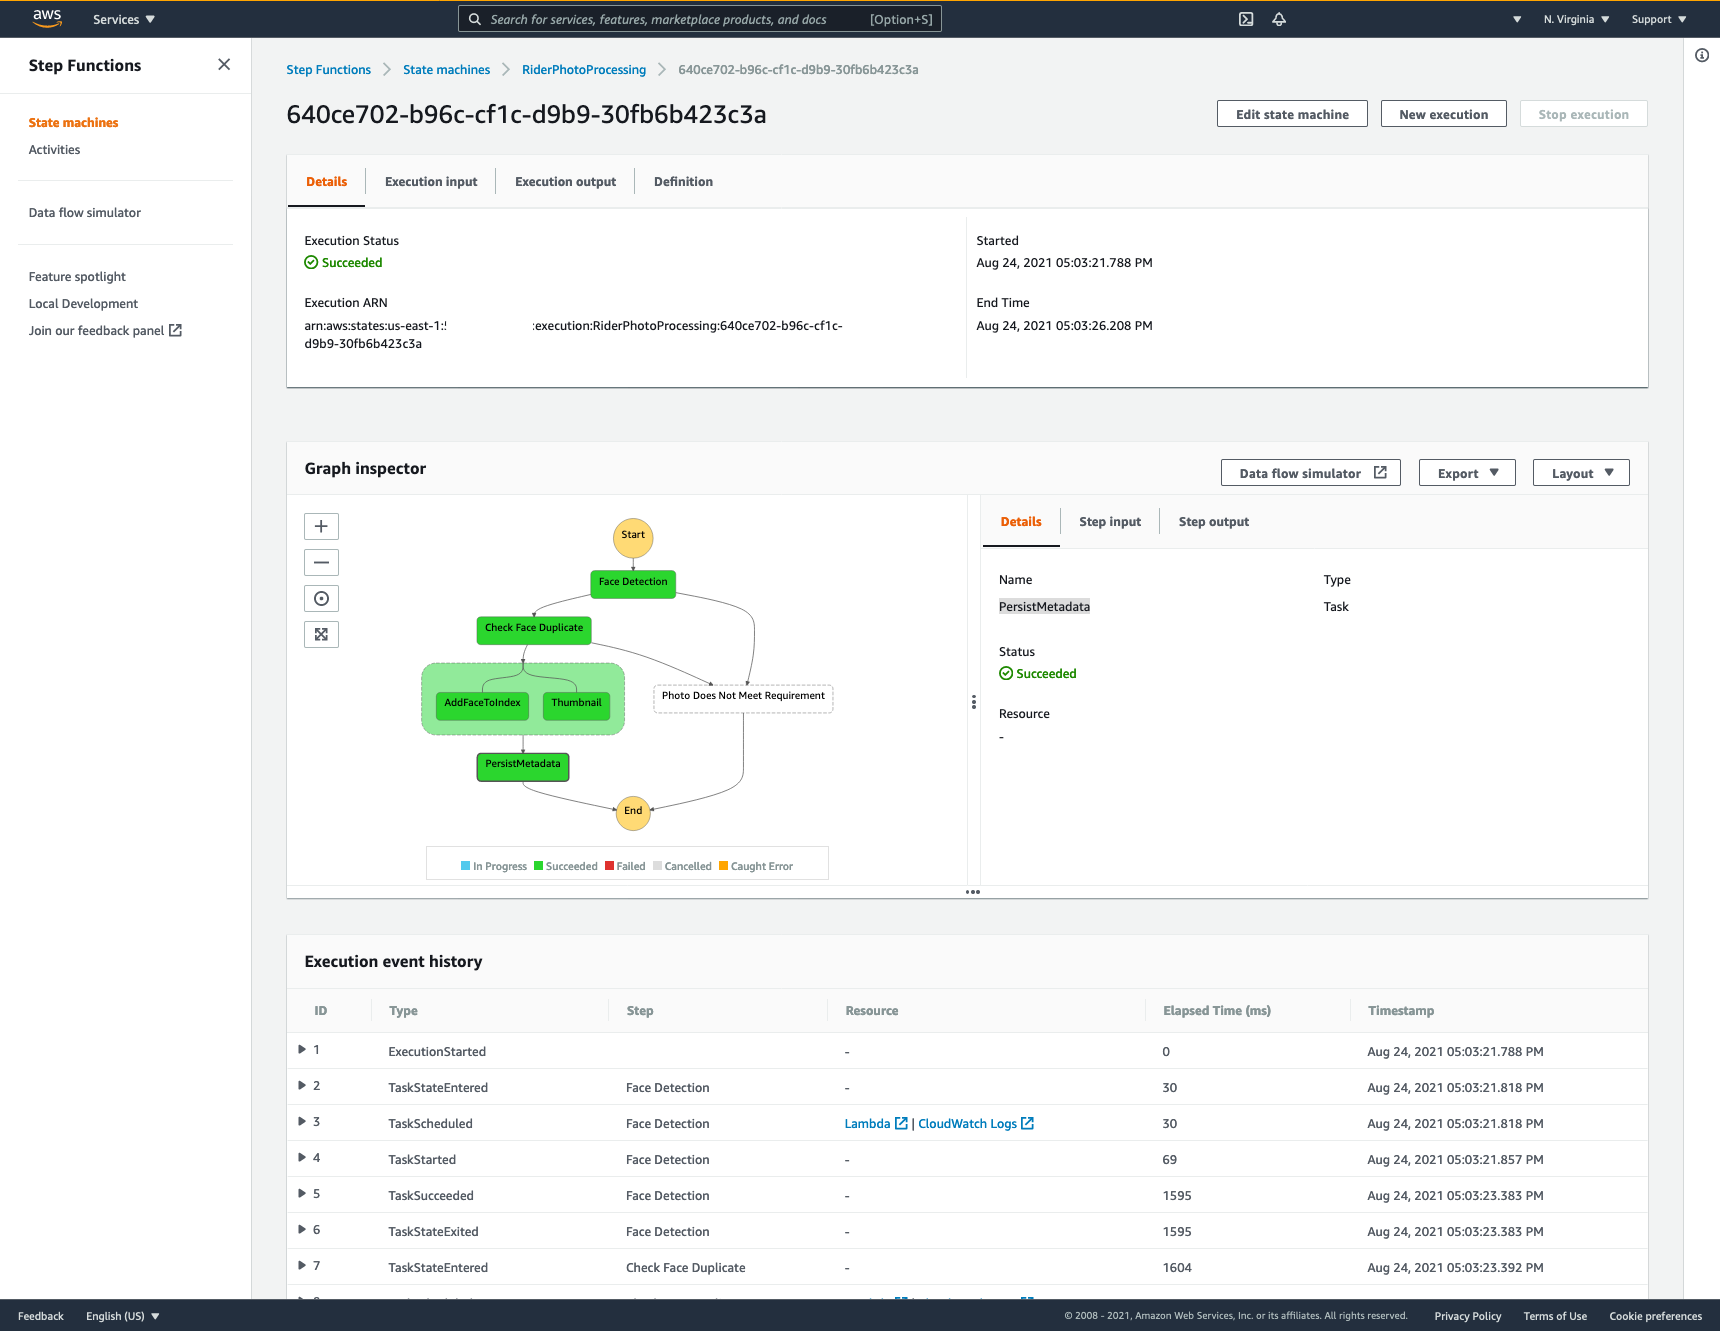 aws
Services
Search for services, features, marketplace products, and docs
[Option+S]
N. Virginia
Support
Step Functions
State machines
Activities
Data flow simulator
Feature spotlight
Local Development
Join our feedback panel
Step Functions
State machines
RiderPhotoProcessing
640ce702-b96c-cf1c-d9b9-30fb6b423c3a
640ce702-b96c-cf1c-d9b9-30fb6b423c3a
Edit state machine
New execution
Stop execution
Details
Execution input
Execution output
Definition
Execution Status
Succeeded
Execution ARN
arn:aws:states:us-east-1: :execution:RiderPhotoProcessing:640ce702-b96c-cf1c-
d9b9-30fb6b423c3a
Started
Aug 24, 2021 05:03:21.788 PM
End Time
Aug 24, 2021 05:03:26.208 PM
Graph inspector
Data flow simulator
Export
Layout
Start
Face Detection
Check Face Duplicate
AddFaceToIndex
Thumbnail
Photo Does Not Meet Requirement
PersistMetadata
End
In Progress Succeeded Failed Cancelled Caught Error
Details
Step input
Step output
Name
PersistMetadata
Type
Task
Status
Succeeded
Resource
-
Execution event history
ID Type Step Resource Elapsed Time (ms) Timestamp
1 ExecutionStarted - 0 Aug 24, 2021 05:03:21.788 PM
2 TaskStateEntered Face Detection - 30 Aug 24, 2021 05:03:21.818 PM
3 TaskScheduled Face Detection Lambda | CloudWatch Logs 30 Aug 24, 2021 05:03:21.818 PM
4 TaskStarted Face Detection - 69 Aug 24, 2021 05:03:21.857 PM
5 TaskSucceeded Face Detection - 1595 Aug 24, 2021 05:03:23.383 PM
6 TaskStateExited Face Detection - 1595 Aug 24, 2021 05:03:23.383 PM
7 TaskStateEntered Check Face Duplicate - 1604 Aug 24, 2021 05:03:23.392 PM
Feedback
English (US)
© 2008 - 2021, Amazon Web Services, Inc. or its affiliates. All rights reserved.
Privacy Policy
Terms of Use
Cookie preferences